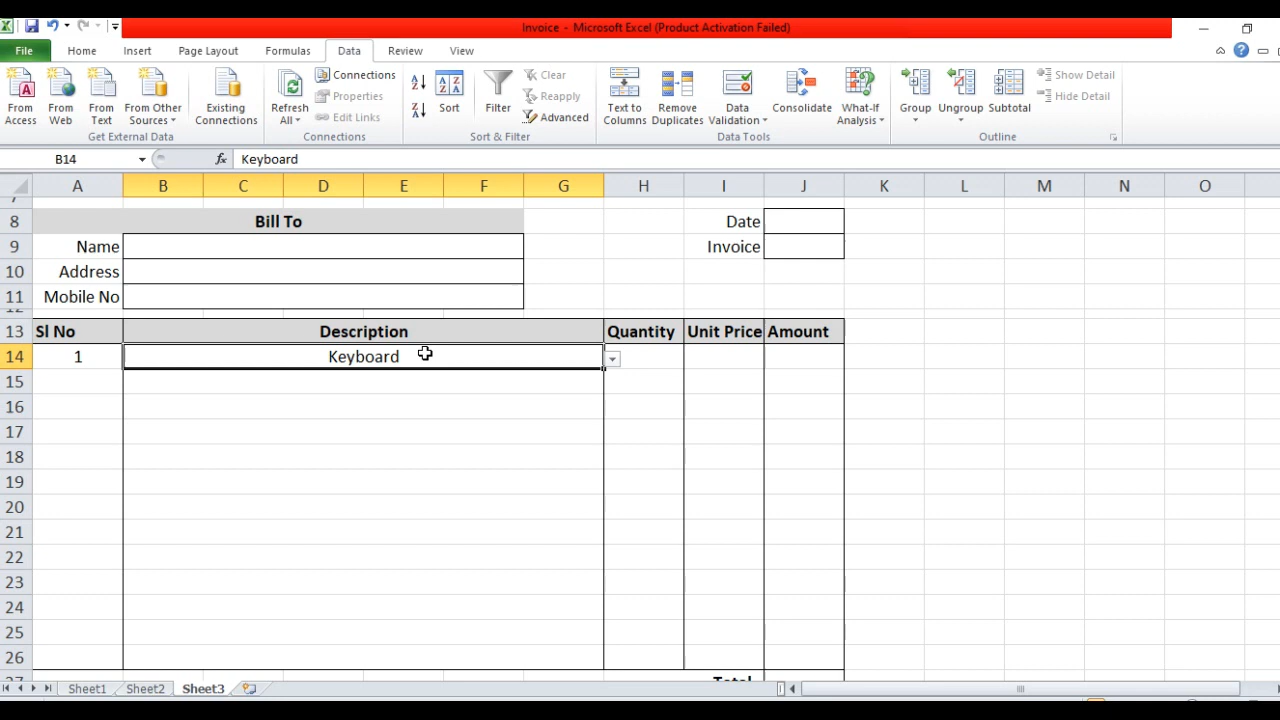 Invoice - Microsoft Excel (Product Activation Failed)
File Home Insert Page Layout Formulas Data Review View
From Access
From Web
From Text
From Other Sources
Existing Connections
Get External Data
Refresh All
Connections
Properties
Edit Links
Connections
Sort
Filter
Clear
Reapply
Advanced
Sort & Filter
Text to Columns
Remove Duplicates
Data Validation
Consolidate
What-If Analysis
Data Tools
Group
Ungroup
Subtotal
Show Detail
Hide Detail
Outline
B14 fx Keyboard
A B C D E F G H I J K L M N O
8 Bill To Date
9 Name Invoice
10 Address
11 Mobile No
13 Sl No Description Quantity Unit Price Amount
14 1 Keyboard
15
16
17
18
19
20
21
22
23
24
25
26
Total
Sheet1 Sheet2 Sheet3